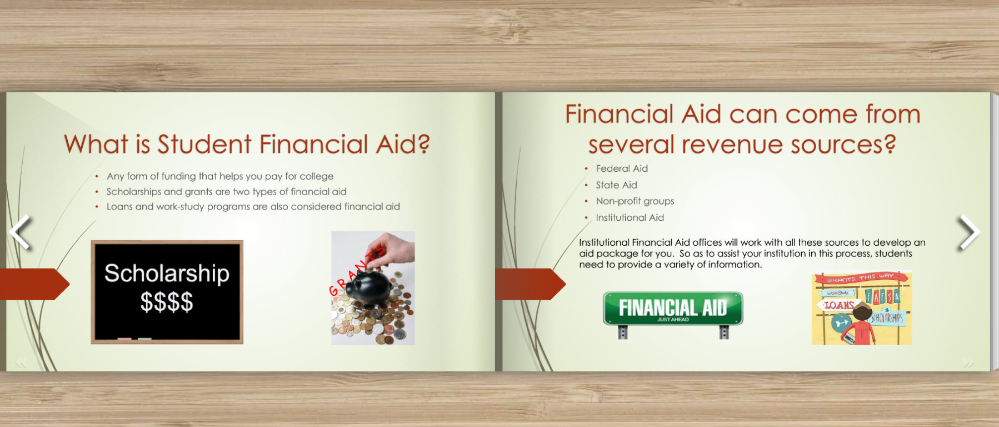 What is Student Financial Aid?
• Any form of funding that helps you pay for college
• Scholarships and grants are two types of financial aid
• Loans and work-study programs are also considered financial aid
Scholarship
$$$$
GRANTS
Financial Aid can come from
several revenue sources?
• Federal Aid
• State Aid
• Non-profit groups
• Institutional Aid
Institutional Financial Aid offices will work with all these sources to develop an
aid package for you.  So as to assist your institution in this process, students
need to provide a variety of information.
FINANCIAL AID
JUST AHEAD
GRANTS THIS WAY
Work Study
FAFSA
LOANS
$
SCHOLARSHIPS